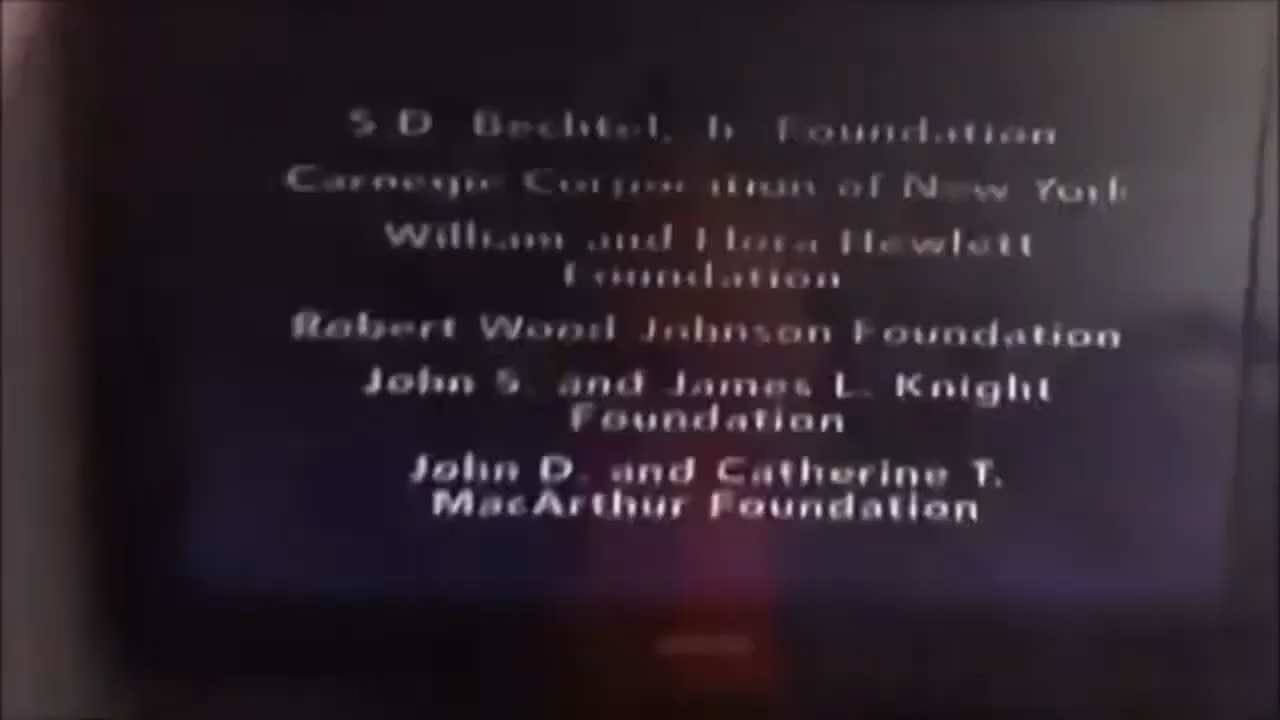 S.D. Bechtel, Jr. Foundation
Carnegie Corporation of New York
William and Flora Hewlett
Foundation
Robert Wood Johnson Foundation
John S. and James L. Knight
Foundation
John D. and Catherine T.
MacArthur Foundation